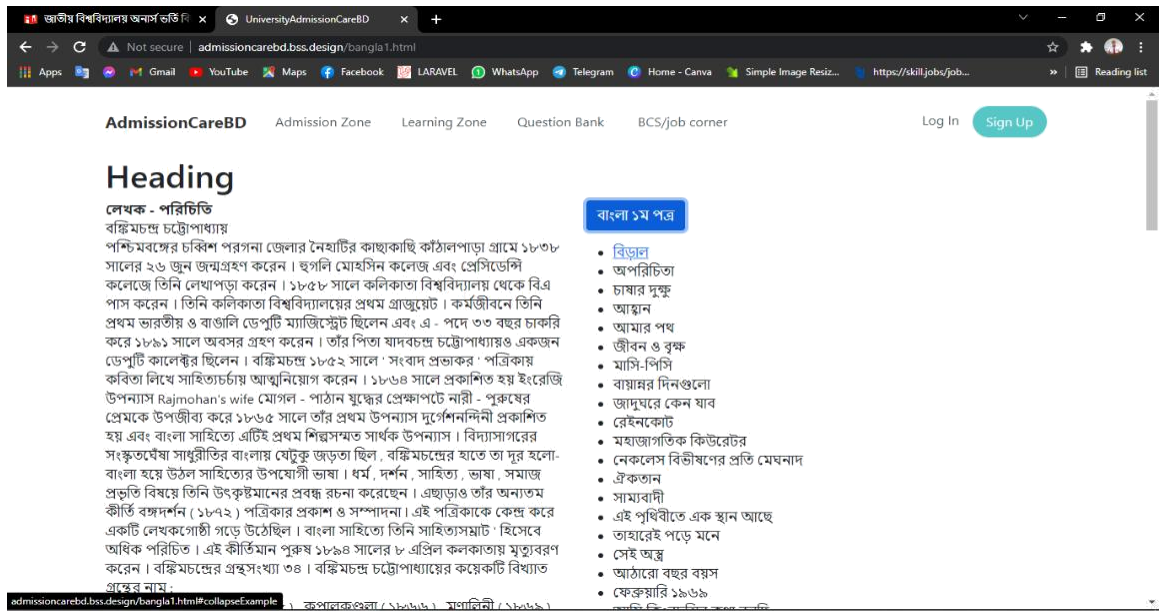 জাতীয় বিশ্ববিদ্যালয় অনার্স ভর্তি বি
UniversityAdmissionCareBD
Not secure | admissioncarebd.bss.design/bangla1.html
Apps
Gmail
YouTube
Maps
Facebook
LARAVEL
WhatsApp
Telegram
Home - Canva
Simple Image Resiz...
https://skill.jobs/job...
»
Reading list
AdmissionCareBD
Admission Zone
Learning Zone
Question Bank
BCS/job corner
Log In
Sign Up
Heading
লেখক - পরিচিতি
বঙ্কিমচন্দ্র চট্টোপাধ্যায়
পশ্চিমবঙ্গের চব্বিশ পরগনা জেলার নৈহাটির কাছাকাছি কাঁঠালপাড়া গ্রামে ১৮৩৮
সালের ২৬ জুন জন্মগ্রহণ করেন । হুগলি মোহসিন কলেজ এবং প্রেসিডেন্সি
কলেজে তিনি লেখাপড়া করেন । ১৮৫৮ সালে কলিকাতা বিশ্ববিদ্যালয় থেকে বিএ
পাস করেন । তিনি কলিকাতা বিশ্ববিদ্যালয়ের প্রথম গ্রাজুয়েট । কর্মজীবনে তিনি
প্রথম ভারতীয় ও বাঙালি ডেপুটি ম্যাজিস্ট্রেট ছিলেন এবং এ - পদে ৩৩ বছর চাকরি
করে ১৮৯১ সালে অবসর গ্রহণ করেন । তাঁর পিতা যাদবচন্দ্র চট্টোপাধ্যায়ও একজন
ডেপুটি কালেক্টর ছিলেন । বঙ্কিমচন্দ্র ১৮৫২ সালে ' সংবাদ প্রভাকর ' পত্রিকায়
কবিতা লিখে সাহিত্যচর্চায় আত্মনিয়োগ করেন । ১৮৬৪ সালে প্রকাশিত হয় ইংরেজি
উপন্যাস Rajmohan's wife মোগল - পাঠান যুদ্ধের প্রেক্ষাপটে নারী - পুরুষের
প্রেমকে উপজীব্য করে ১৮৬৫ সালে তাঁর প্রথম উপন্যাস দুর্গেশনন্দিনী প্রকাশিত
হয় এবং বাংলা সাহিত্যে এটিই প্রথম শিল্পসম্মত সার্থক উপন্যাস । বিদ্যাসাগরের
সংস্কৃতঘেঁষা সাধুরীতির বাংলায় যেটুকু জড়তা ছিল , বঙ্কিমচন্দ্রের হাতে তা দূর হলো-
বাংলা হয়ে উঠল সাহিত্যের উপযোগী ভাষা । ধর্ম , দর্শন , সাহিত্য , ভাষা , সমাজ
প্রভৃতি বিষয়ে তিনি উৎকৃষ্টমানের প্রবন্ধ রচনা করেছেন । এছাড়াও তাঁর অন্যতম
কীর্তি বঙ্গদর্শন ( ১৮৭২ ) পত্রিকার প্রকাশ ও সম্পাদনা । এই পত্রিকাকে কেন্দ্র করে
একটি লেখকগোষ্ঠী গড়ে উঠেছিল । বাংলা সাহিত্যে তিনি সাহিত্যসম্রাট ' হিসেবে
অধিক পরিচিত । এই কীর্তিমান পুরুষ ১৮৯৪ সালের ৮ এপ্রিল কলকাতায় মৃত্যুবরণ
করেন । বঙ্কিমচন্দ্রের গ্রন্থসংখ্যা ৩৪ । বঙ্কিমচন্দ্র চট্টোপাধ্যায়ের কয়েকটি বিখ্যাত
গ্রন্থের নাম :
কপালকুণ্ডলা ( ১৮৬৬ ) , মৃণালিনী ( ১৮৬৯ )
বাংলা ১ম পত্র
বিড়াল
অপরিচিতা
চাষার দুক্ষু
আহ্বান
আমার পথ
জীবন ও বৃক্ষ
মাসি-পিসি
বায়ান্নর দিনগুলো
জাদুঘরে কেন যাব
রেইনকোট
মহাজাগতিক কিউরেটর
নেকলেস বিভীষণের প্রতি মেঘনাদ
ঐকতান
সাম্যবাদী
এই পৃথিবীতে এক স্থান আছে
তাহারেই পড়ে মনে
সেই অস্ত্র
আঠারো বছর বয়স
ফেব্রুয়ারি ১৯৬৯
admissioncarebd.bss.design/bangla1.html#collapseExample